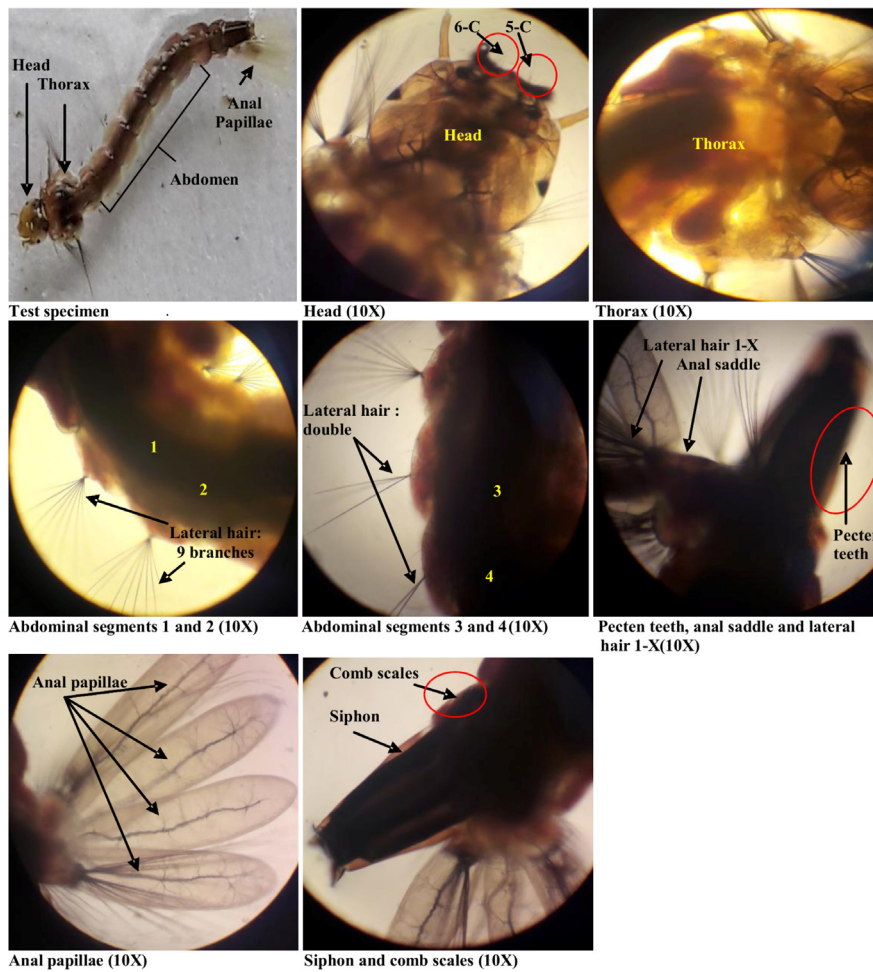 Head
Thorax
Anal
Papillae
Abdomen
Test specimen
6-C
5-C
Head
Head (10X)
Thorax
Thorax (10X)
1
2
Lateral hair:
9 branches
Abdominal segments 1 and 2 (10X)
Lateral hair :
double
3
4
Abdominal segments 3 and 4 (10X)
Lateral hair 1-X
Anal saddle
Pecten
teeth
Pecten teeth, anal saddle and lateral
hair 1-X(10X)
Anal papillae
Anal papillae (10X)
Comb scales
Siphon
Siphon and comb scales (10X)